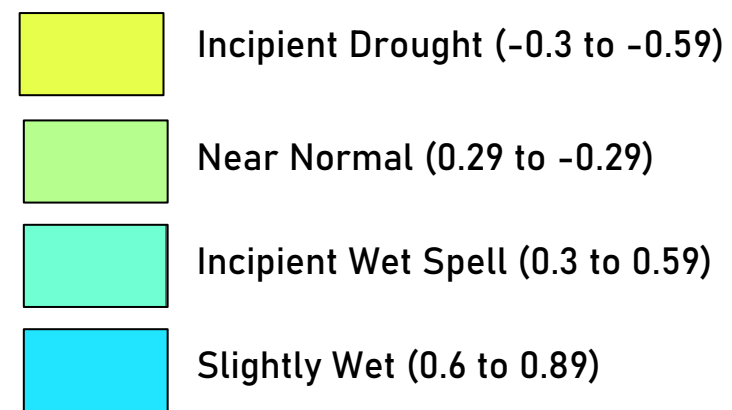 Incipient Drought (-0.3 to -0.59)
Near Normal (0.29 to -0.29)
Incipient Wet Spell (0.3 to 0.59)
Slightly Wet (0.6 to 0.89)